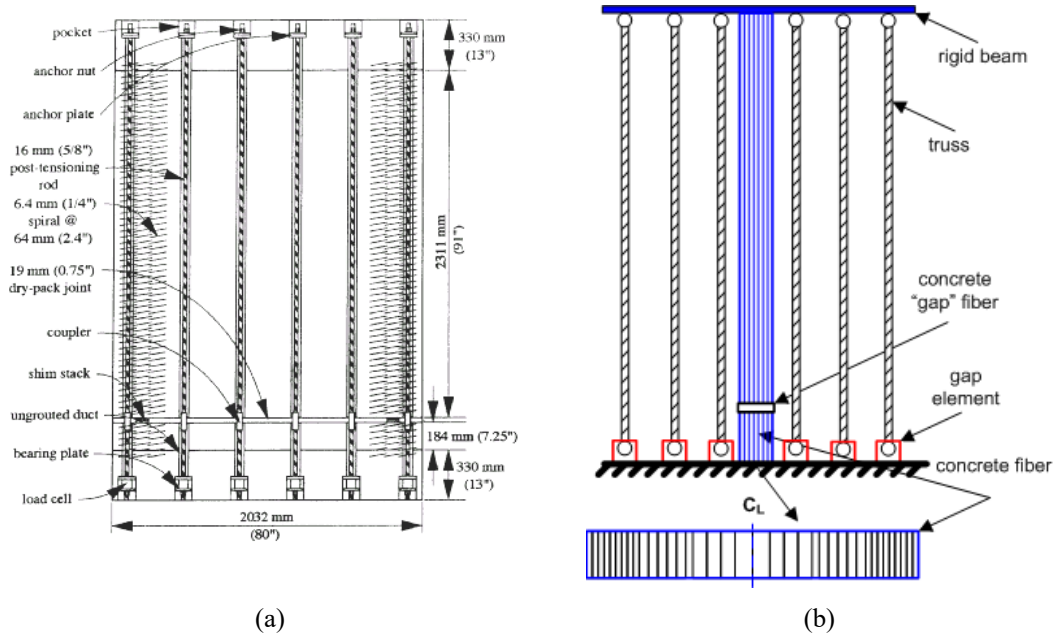 pocket
anchor nut
anchor plate
16 mm (5/8")
post-tensioning
rod
6.4 mm (1/4")
spiral @
64 mm (2.4")
19 mm (0.75")
dry-pack joint
coupler
shim stack
ungrouted duct
bearing plate
load cell
330 mm
(13")
2311 mm
(91")
184 mm (7.25")
330 mm
(13")
2032 mm
(80")
(a)
(a)
rigid beam
truss
concrete
“gap” fiber
gap
element
concrete fiber
CL
(b)